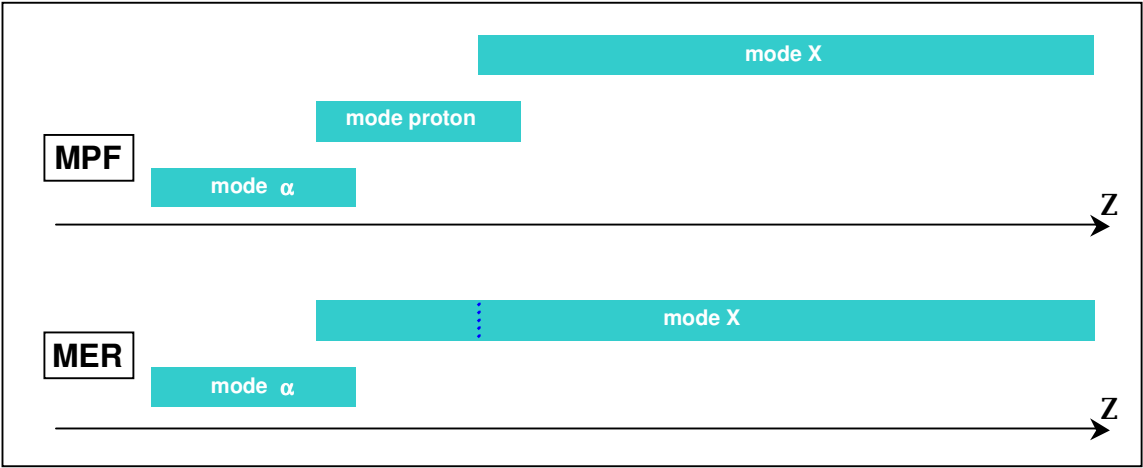 mode X
mode proton
MPF
mode α
Z
mode X
MER
mode α
Z